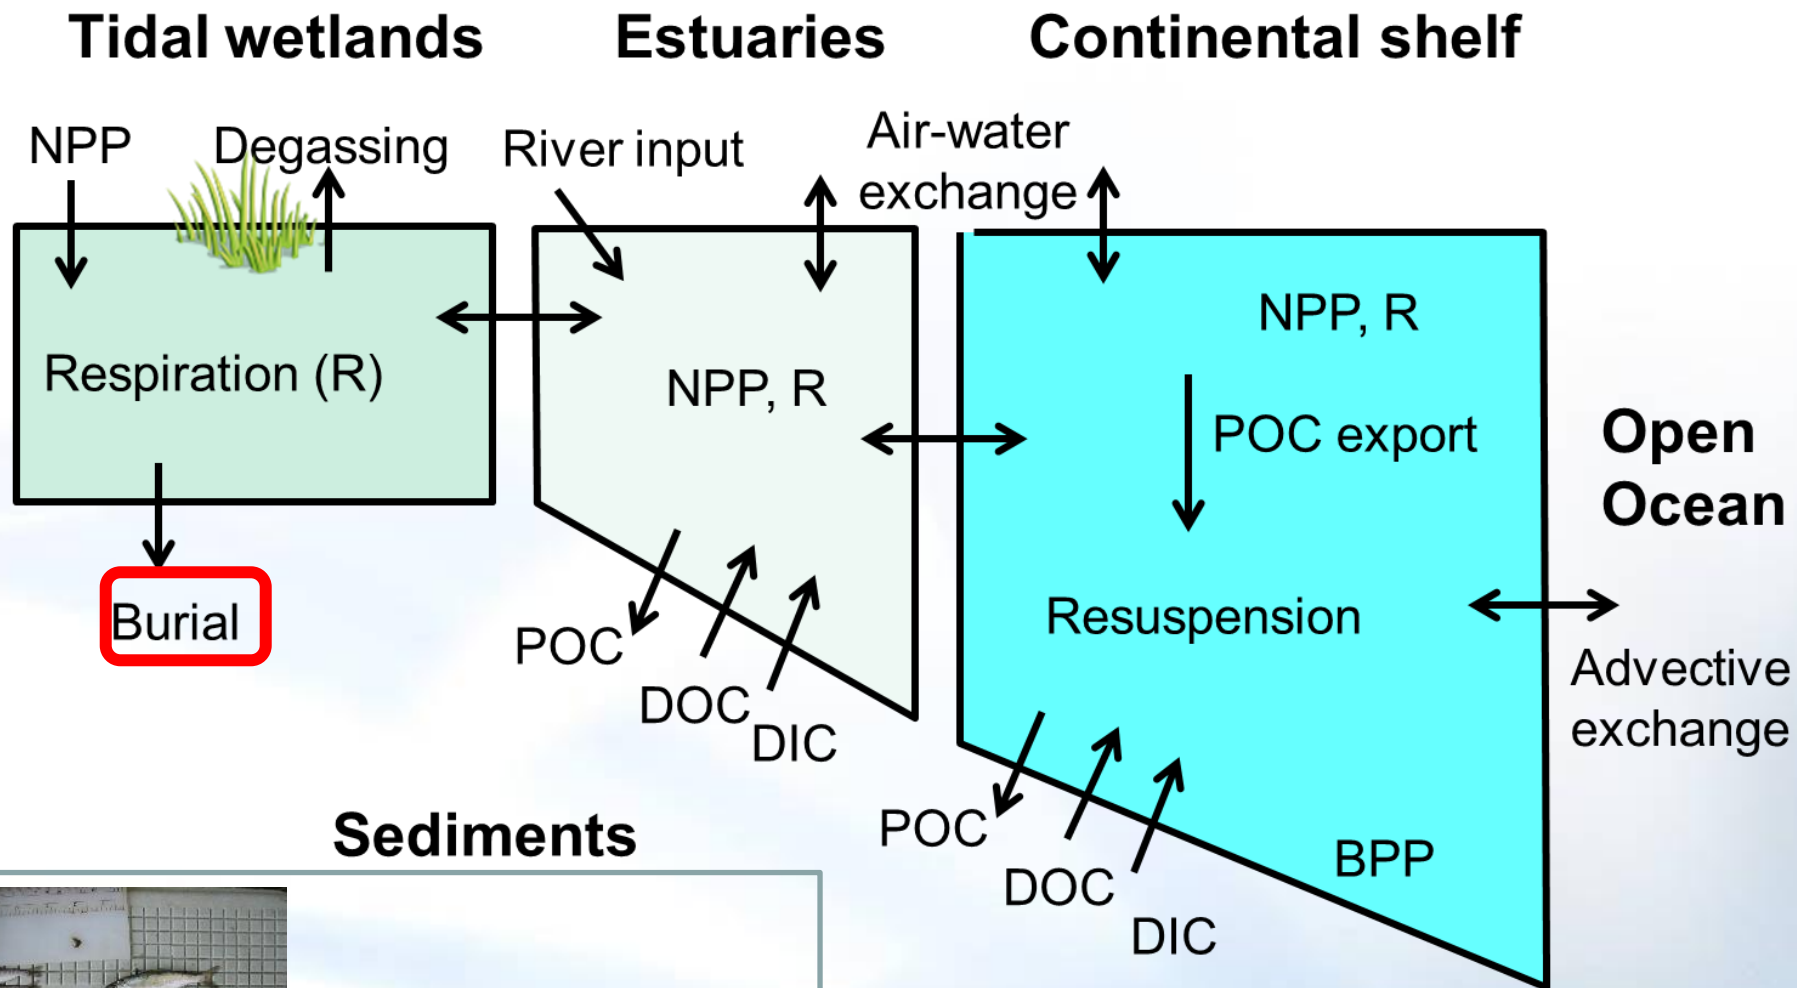 Tidal wetlands
Estuaries
Continental shelf
NPP
Degassing
River input
Air-water
exchange
Respiration (R)
NPP, R
NPP, R
POC export
Open
Ocean
Burial
Resuspension
POC
DOC
DIC
Advective
exchange
Sediments
POC
DOC
DIC
BPP